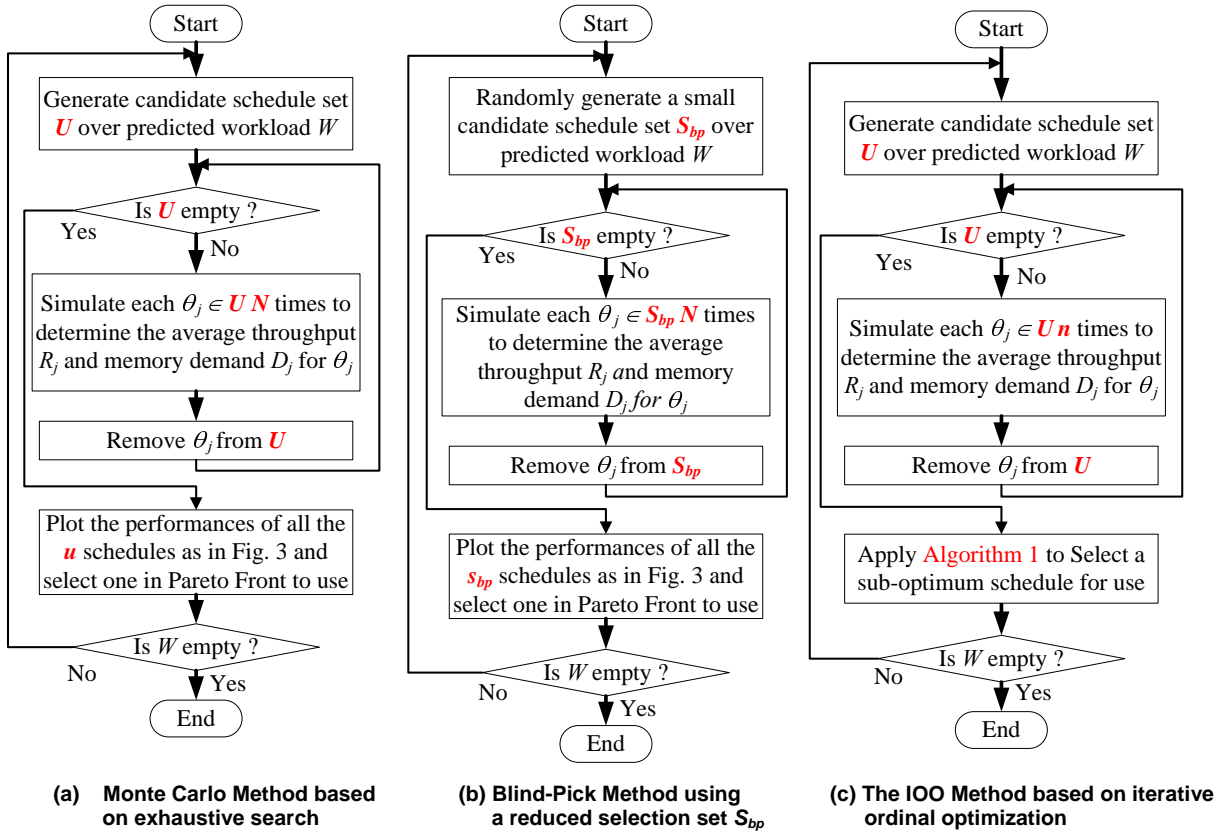 Start
Generate candidate schedule set
U over predicted workload W
Is U empty ?
Yes
No
Simulate each θj ∈ U N times to
determine the average throughput
Rj and memory demand Dj for θj
Remove θj from U
Plot the performances of all the
u schedules as in Fig. 3 and
select one in Pareto Front to use
Is W empty ?
No
Yes
End
(a) Monte Carlo Method based
on exhaustive search
Start
Randomly generate a small
candidate schedule set Sbp over
predicted workload W
Is Sbp empty ?
Yes
No
Simulate each θj ∈ Sbp N times
to determine the average
throughput Rj and memory
demand Dj for θj
Remove θj from Sbp
Plot the performances of all the
sbp schedules as in Fig. 3 and
select one in Pareto Front to use
Is W empty ?
No
Yes
End
(b) Blind-Pick Method using
a reduced selection set Sbp
Start
Generate candidate schedule set
U over predicted workload W
Is U empty ?
Yes
No
Simulate each θj ∈ U n times to
determine the average throughput
Rj and memory demand Dj for θj
Remove θj from U
Apply Algorithm 1 to Select a
sub-optimum schedule for use
Is W empty ?
No
Yes
End
(c) The IOO Method based on iterative
ordinal optimization